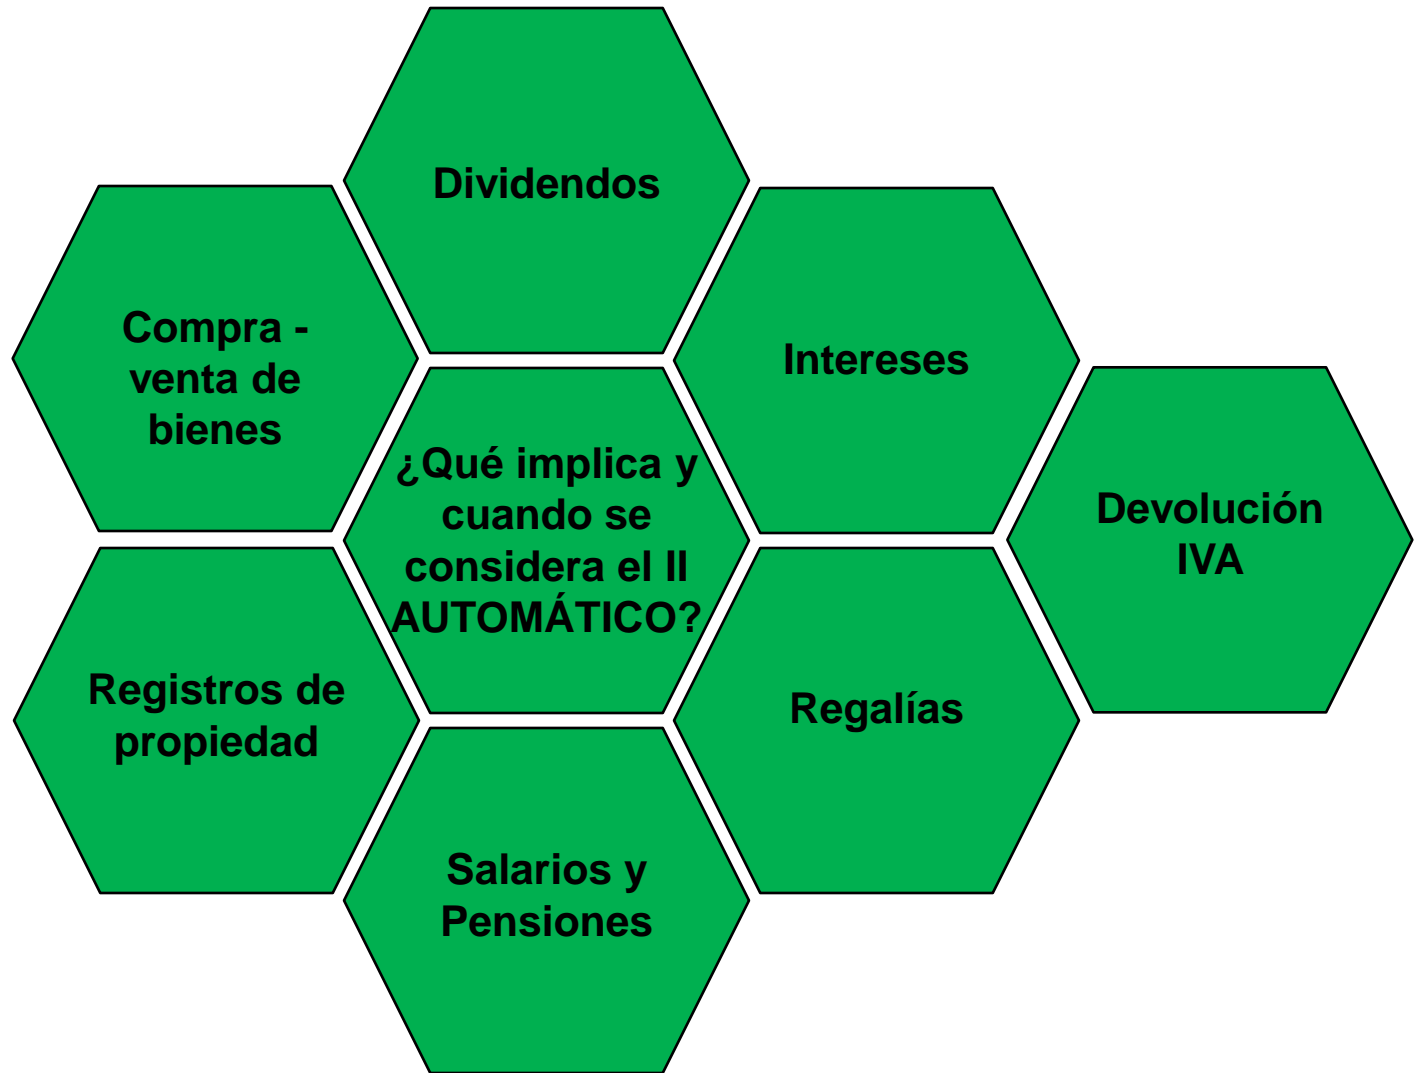 Dividendos
Compra -
venta de
bienes
Intereses
¿Qué implica y
cuando se
considera el II
AUTOMÁTICO?
Devolución
IVA
Registros de
propiedad
Regalías
Salarios y
Pensiones